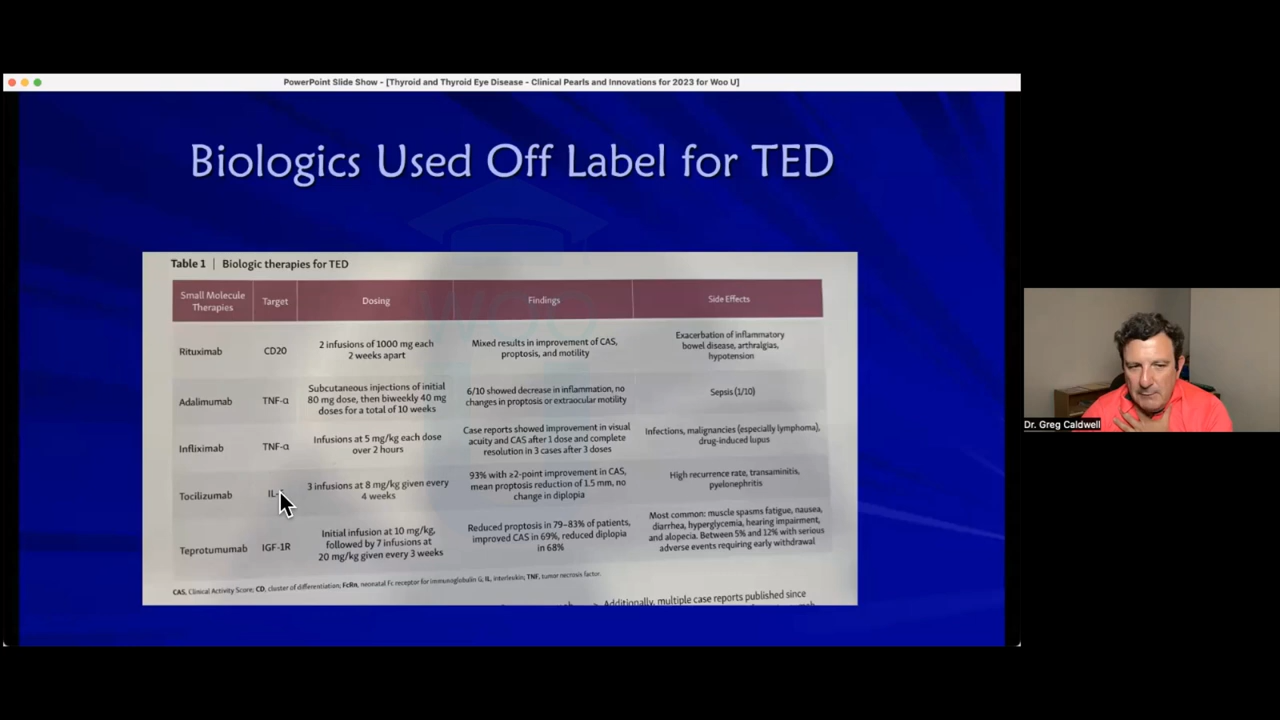 PowerPoint Slide Show - [Thyroid and Thyroid Eye Disease - Clinical Pearls and Innovations for 2023 for Woo U]
Biologics Used Off Label for TED
Table 1 | Biologic therapies for TED
Small Molecule
Therapies
Target
Dosing
Findings
Side Effects
Rituximab
CD20
2 infusions of 1000 mg each
2 weeks apart
Mixed results in improvement of CAS,
proptosis, and motility
Exacerbation of inflammatory
bowel disease, arthralgias,
hypotension
Adalimumab
TNF-α
Subcutaneous injections of initial
80 mg dose, then biweekly 40 mg
doses for a total of 10 weeks
6/10 showed decrease in inflammation, no
changes in proptosis or extraocular motility
Sepsis (1/10)
Infliximab
TNF-α
Infusions at 5 mg/kg each dose
over 2 hours
Case reports showed improvement in visual
acuity and CAS after 1 dose and complete
resolution in 3 cases after 3 doses
Infections, malignancies (especially lymphoma),
drug-induced lupus
Tocilizumab
IL-
3 infusions at 8 mg/kg given every
4 weeks
93% with ≥2-point improvement in CAS,
mean proptosis reduction of 1.5 mm, no
change in diplopia
High recurrence rate, transaminitis,
pyelonephritis
Teprotumumab
IGF-1R
Initial infusion at 10 mg/kg,
followed by 7 infusions at
20 mg/kg given every 3 weeks
Reduced proptosis in 79–83% of patients,
improved CAS in 69%, reduced diplopia
in 68%
Most common: muscle spasms fatigue, nausea,
diarrhea, hyperglycemia, hearing impairment,
and alopecia. Between 5% and 12% with serious
adverse events requiring early withdrawal
CAS, Clinical Activity Score; CD, cluster of differentiation; FcRn, neonatal Fc receptor for immunoglobulin G; IL, interleukin; TNF, tumor necrosis factor.
Additionally, multiple case reports published since
WOO
Dr. Greg Caldwell